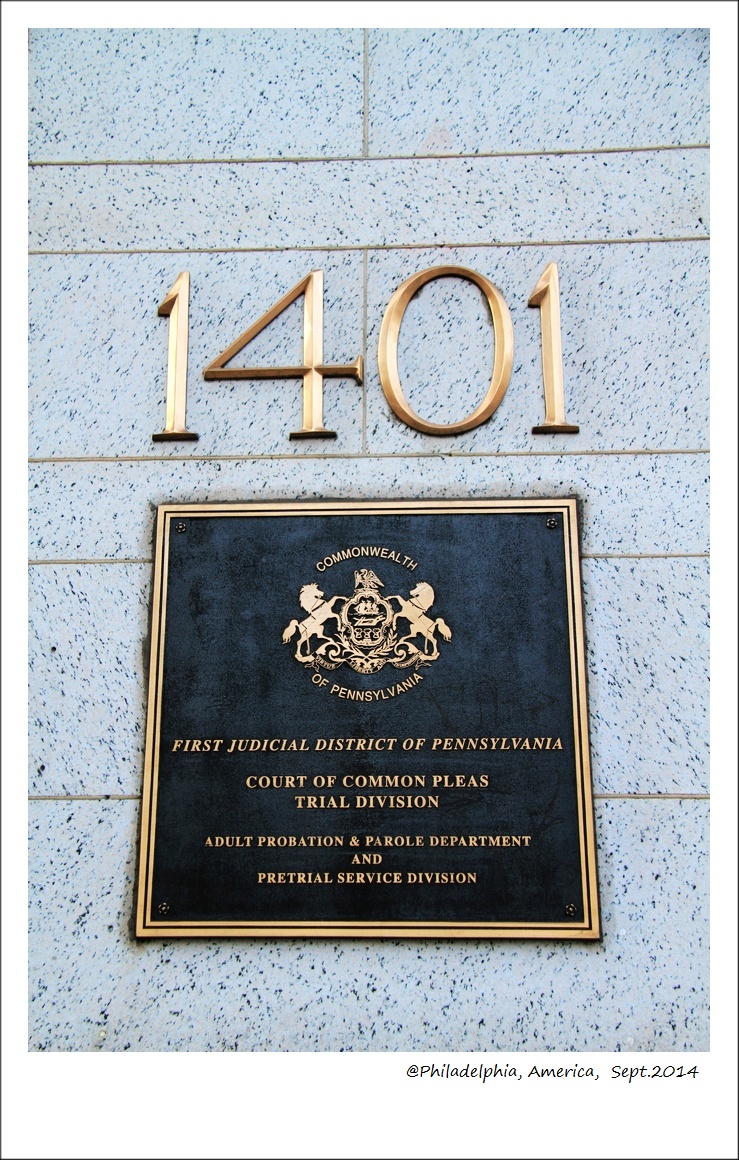 1401
COMMONWEALTH
OF PENNSYLVANIA
FIRST JUDICIAL DISTRICT OF PENNSYLVANIA
COURT OF COMMON PLEAS
TRIAL DIVISION
ADULT PROBATION & PAROLE DEPARTMENT
AND
PRETRIAL SERVICE DIVISION
@Philadelphia, America, Sept.2014